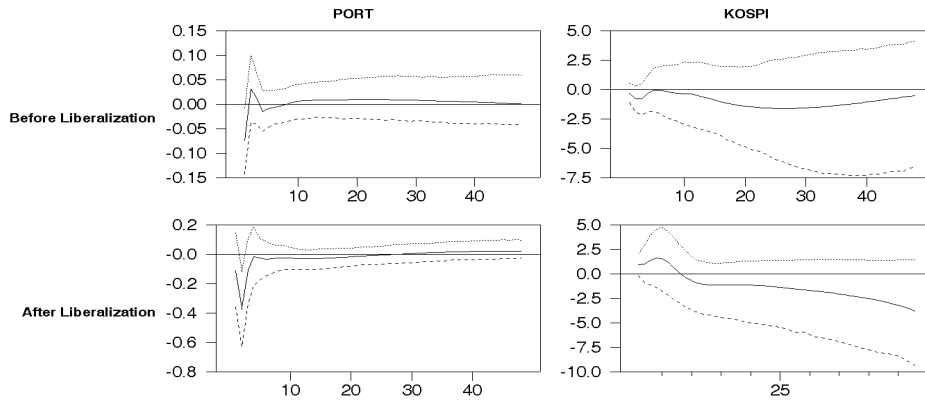 PORT KOSPI
0.15 5.0
0.10 2.5
0.05 0.0
0.00 -2.5
Before Liberalization
-0.05 -5.0
-0.10 -7.5
-0.15
10 20 30 40 10 20 30 40
0.2 5.0
-0.0 2.5
-0.2 0.0
-0.4 -2.5
After Liberalization
-0.6 -5.0
-0.8 -7.5
-10.0
10 20 30 40 25